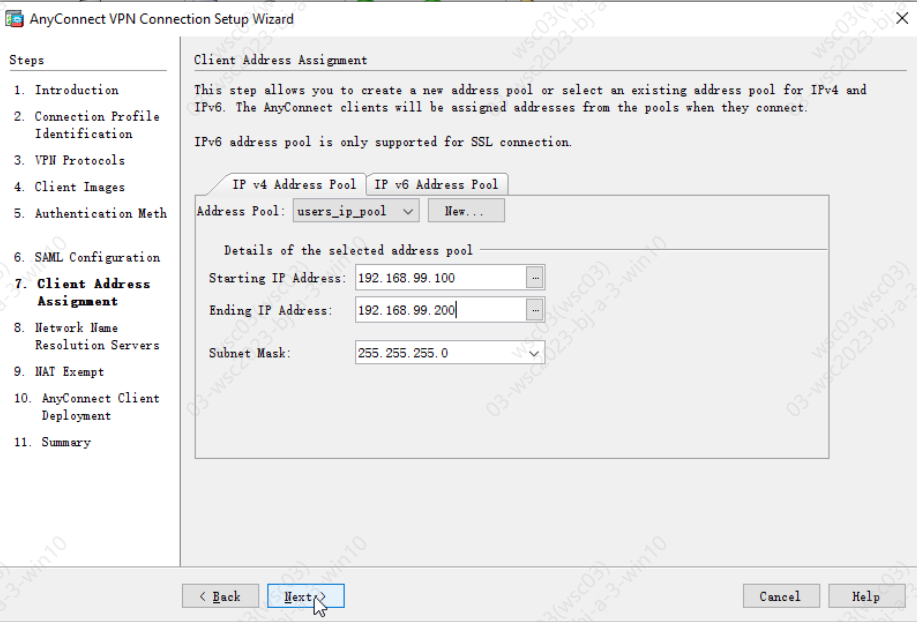 AnyConnect VPN Connection Setup Wizard
Steps
1. Introduction
2. Connection Profile
Identification
3. VPN Protocols
4. Client Images
5. Authentication Meth
6. SAML Configuration
7. Client Address
Assignment
8. Network Name
Resolution Servers
9. NAT Exempt
10. AnyConnect Client
Deployment
11. Summary
Client Address Assignment
This step allows you to create a new address pool or select an existing address pool for IPv4 and
IPv6. The AnyConnect clients will be assigned addresses from the pools when they connect.
IPv6 address pool is only supported for SSL connection.
IP v4 Address Pool IP v6 Address Pool
Address Pool: users_ip_pool New...
Details of the selected address pool
Starting IP Address: 192.168.99.100 ...
Ending IP Address: 192.168.99.200 ...
Subnet Mask: 255.255.255.0
< Back Next > Cancel Help
03-wsc2023-bj-a-3-win10
03-wsc03(wsc03)